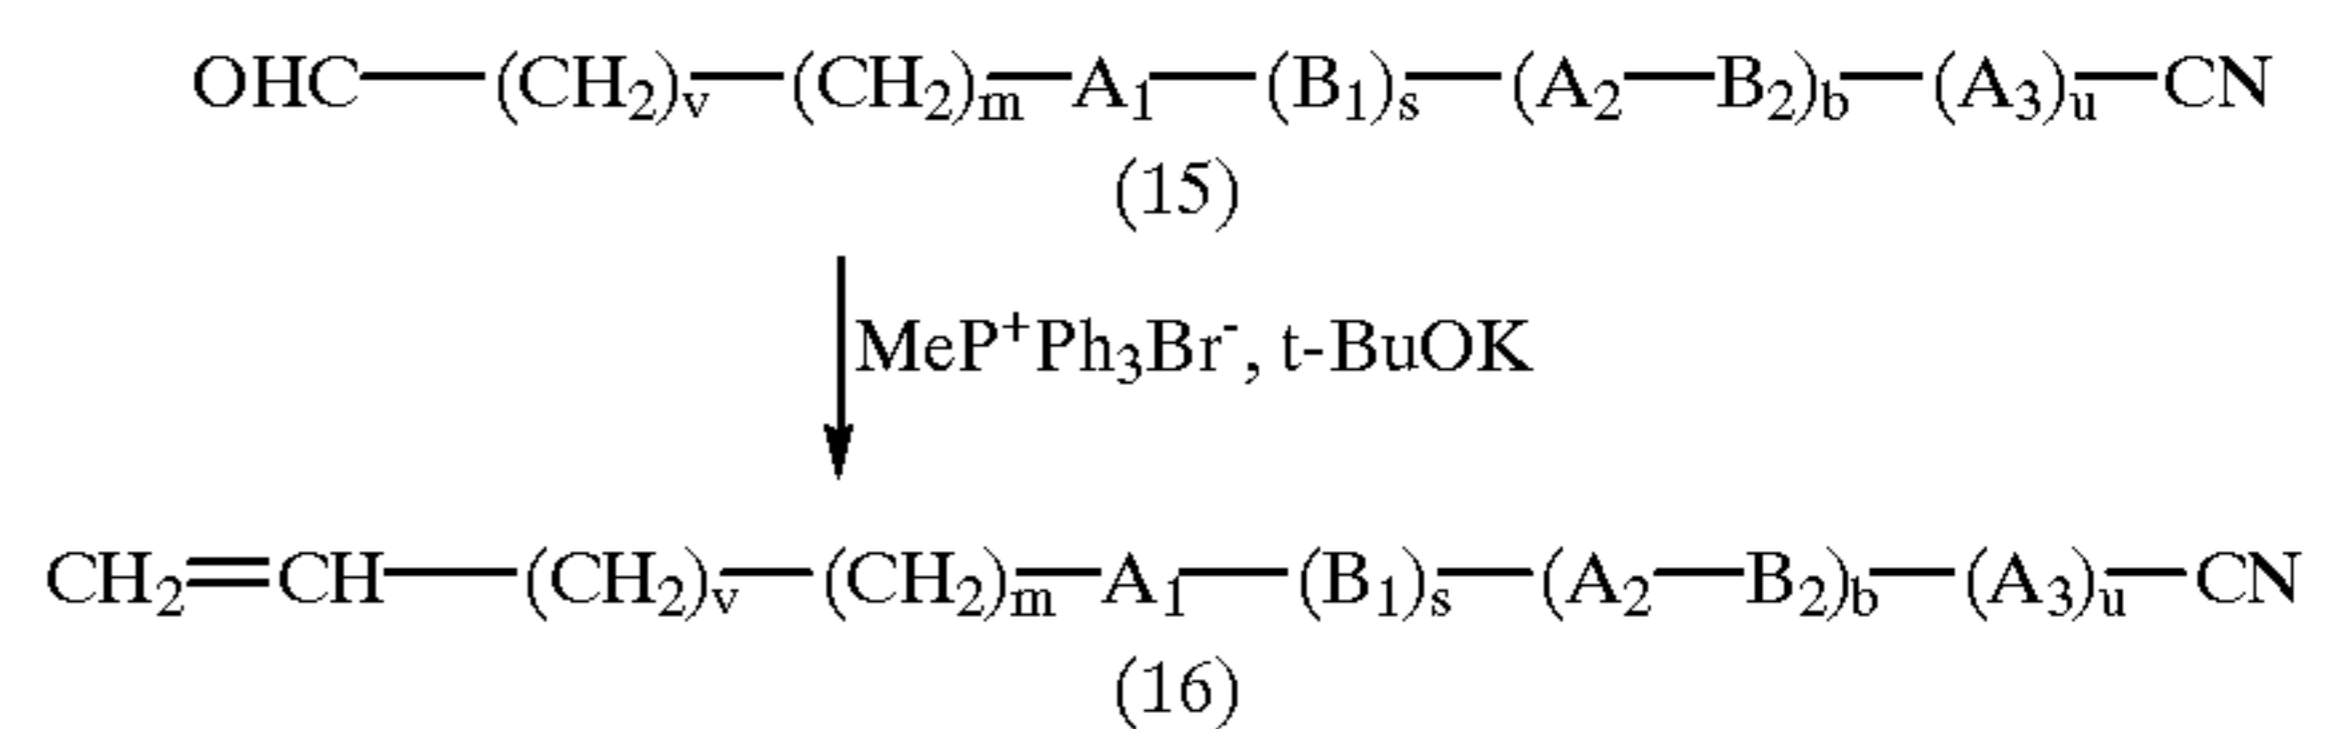 OHC—(CH₂)ᵥ—(CH₂)ₘ—A₁—(B₁)ₛ—(A₂—B₂)b—(A₃)ᵤ—CN
(15)
MeP⁺Ph₃Br⁻, t-BuOK
CH₂=CH—(CH₂)ᵥ—(CH₂)ₘ—A₁—(B₁)ₛ—(A₂—B₂)b—(A₃)ᵤ—CN
(16)